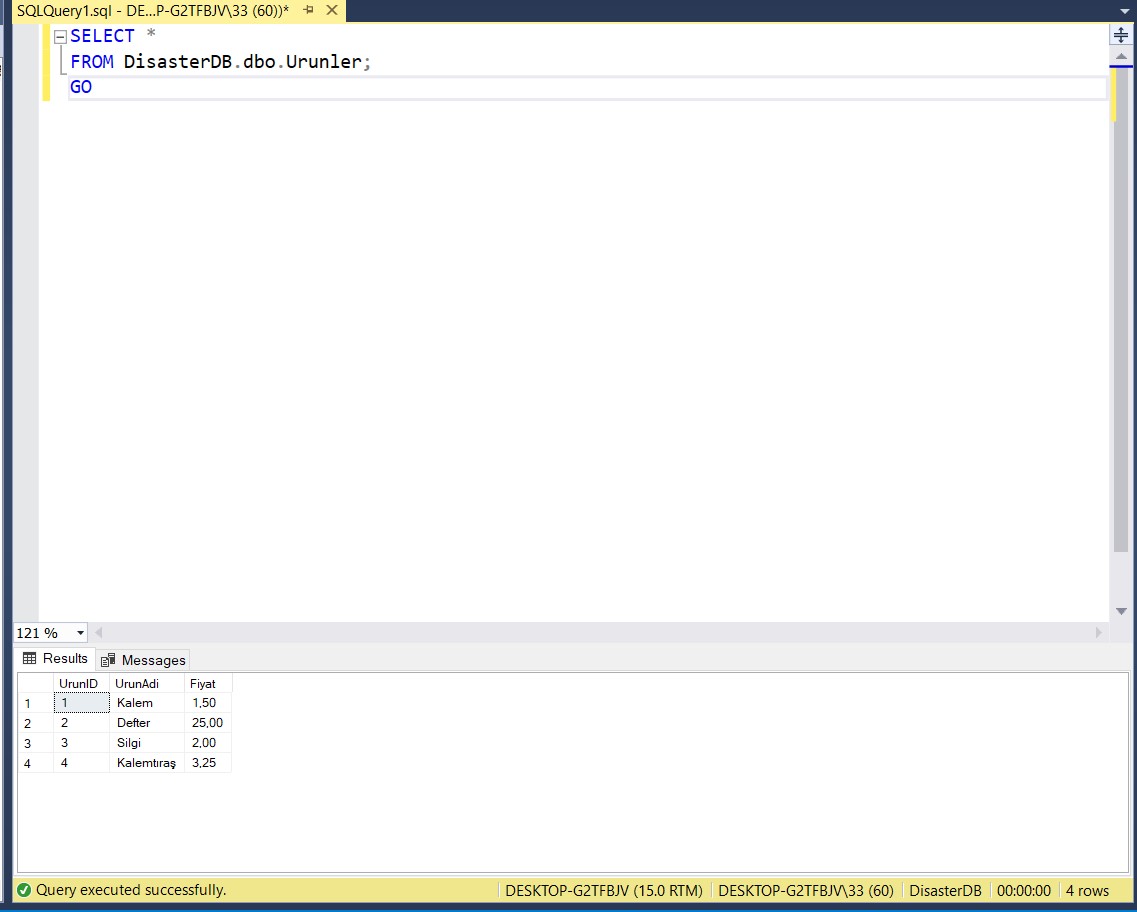 SQLQuery1.sql - DE...P-G2TFBJV\33 (60))*
SELECT *
FROM DisasterDB.dbo.Urunler;
GO
121 %
Results Messages
UrunID UrunAdi Fiyat
1 1 Kalem 1,50
2 2 Defter 25,00
3 3 Silgi 2,00
4 4 Kalemtıraş 3,25
Query executed successfully. DESKTOP-G2TFBJV (15.0 RTM) DESKTOP-G2TFBJV\33 (60) DisasterDB 00:00:00 4 rows